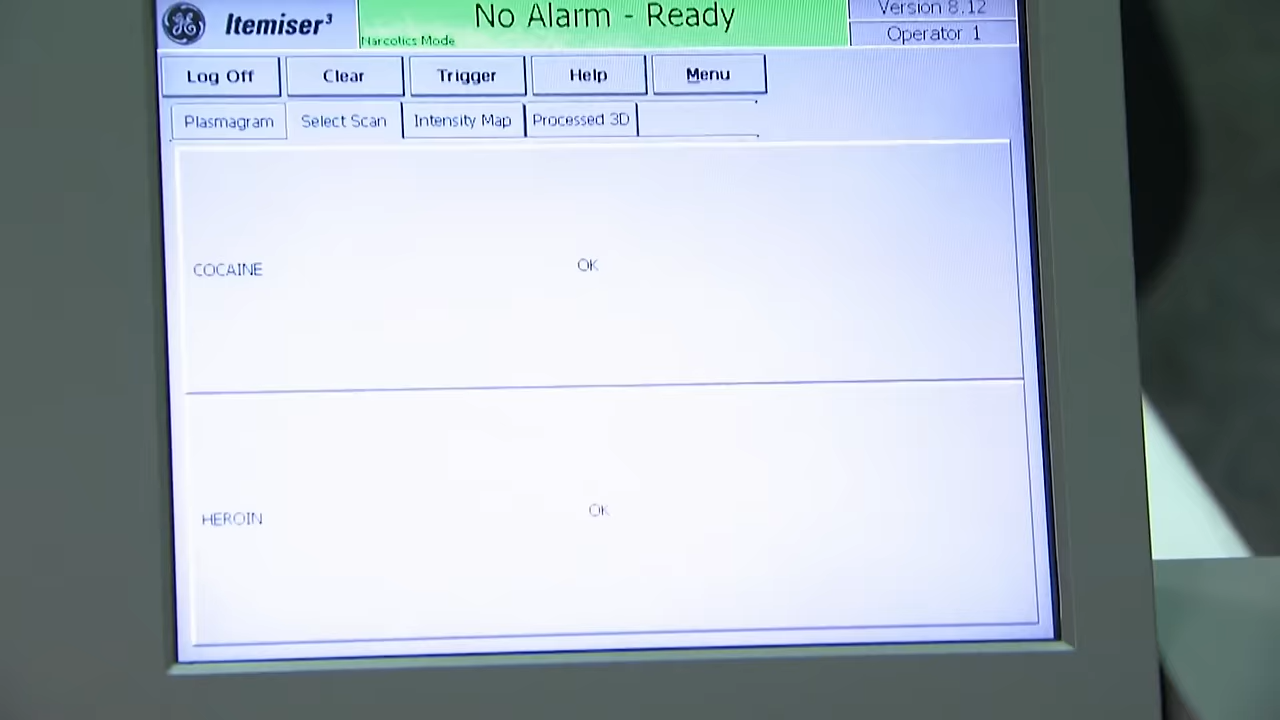 GE Itemiser³
No Alarm - Ready
Narcotics Mode
Version 8.12
Operator 1
Log Off Clear Trigger Help Menu
Plasmagram Select Scan Intensity Map Processed 3D
COCAINE OK
HEROIN OK